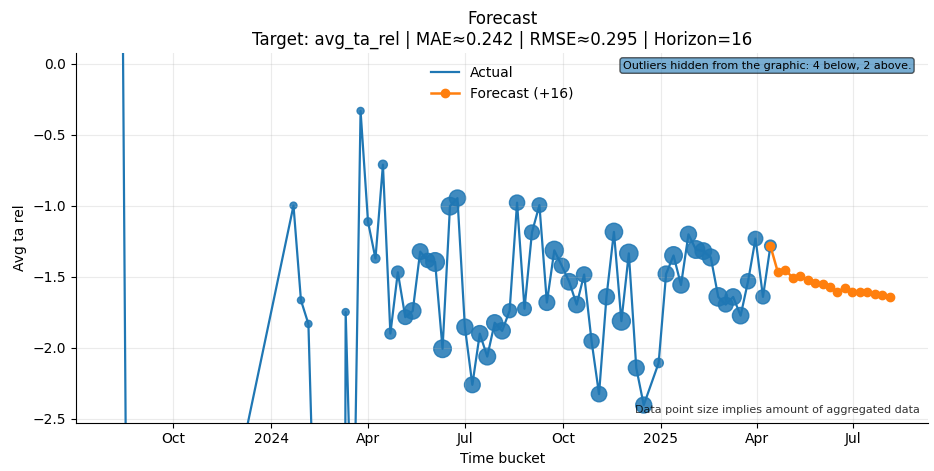 Forecast
Target: avg_ta_rel | MAE≈0.242 | RMSE≈0.295 | Horizon=16
Outliers hidden from the graphic: 4 below, 2 above.
Actual
Forecast (+16)
0.0
−0.5
−1.0
−1.5
−2.0
−2.5
Avg ta rel
Data point size implies amount of aggregated data
Oct
2024
Apr
Jul
Oct
2025
Apr
Jul
Time bucket